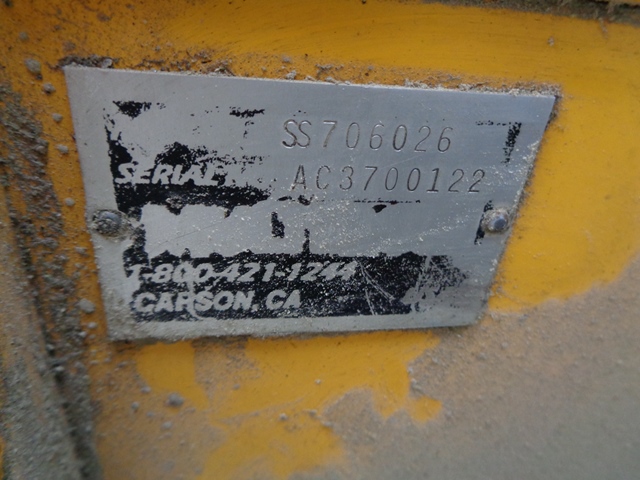 SS706026
SERIAL AC3700122
1-800-421-1244
CARSON, CA